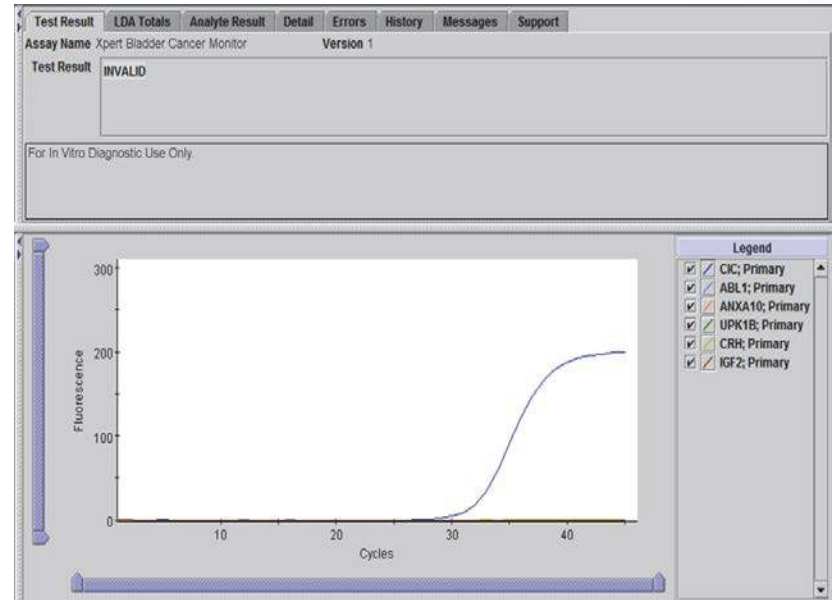 Test Result LDA Totals Analyte Result Detail Errors History Messages Support
Assay Name Xpert Bladder Cancer Monitor Version 1
Test Result INVALID
For In Vitro Diagnostic Use Only.
Legend
CIC; Primary
ABL1; Primary
ANXA10; Primary
UPK1B; Primary
CRH; Primary
IGF2; Primary
300
200
100
0
Fluorescence
10 20 30 40
Cycles